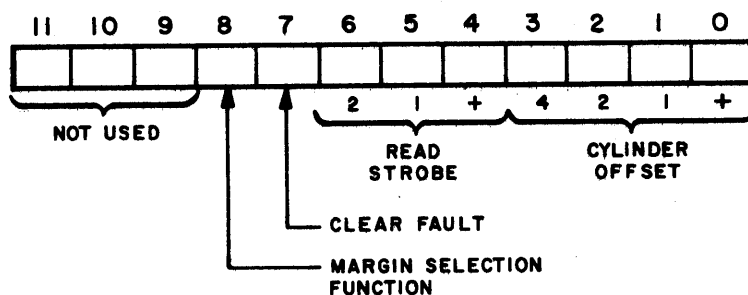 11 10 9 8 7 6 5 4 3 2 1 0
2 1 + 4 2 1 +
NOT USED
READ STROBE
CYLINDER OFFSET
CLEAR FAULT
MARGIN SELECTION
FUNCTION